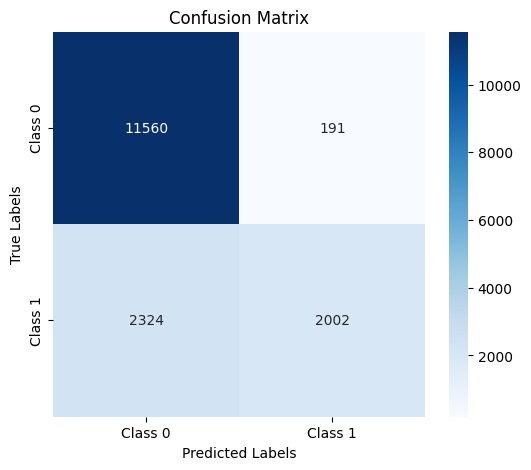 Confusion Matrix
True Labels
Class 0
11560
191
Class 1
2324
2002
Class 0
Class 1
Predicted Labels
10000
8000
6000
4000
2000